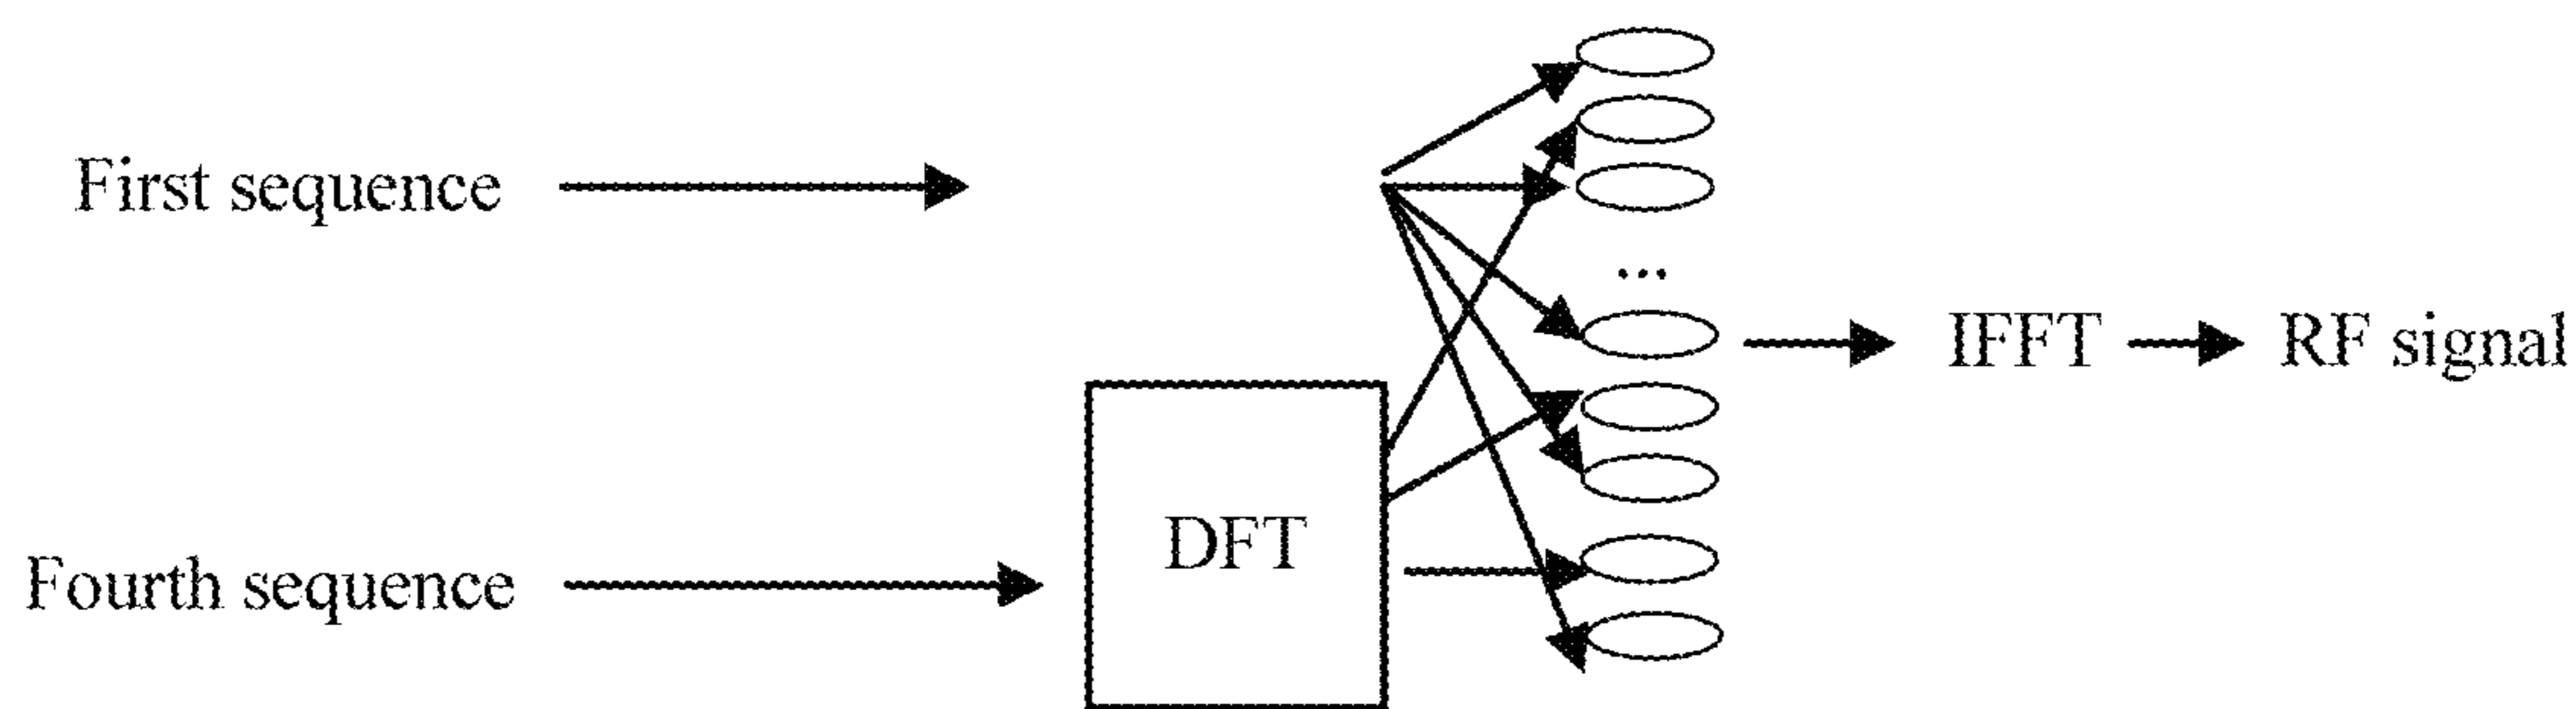 First sequence
...
IFFT
RF signal
DFT
Fourth sequence